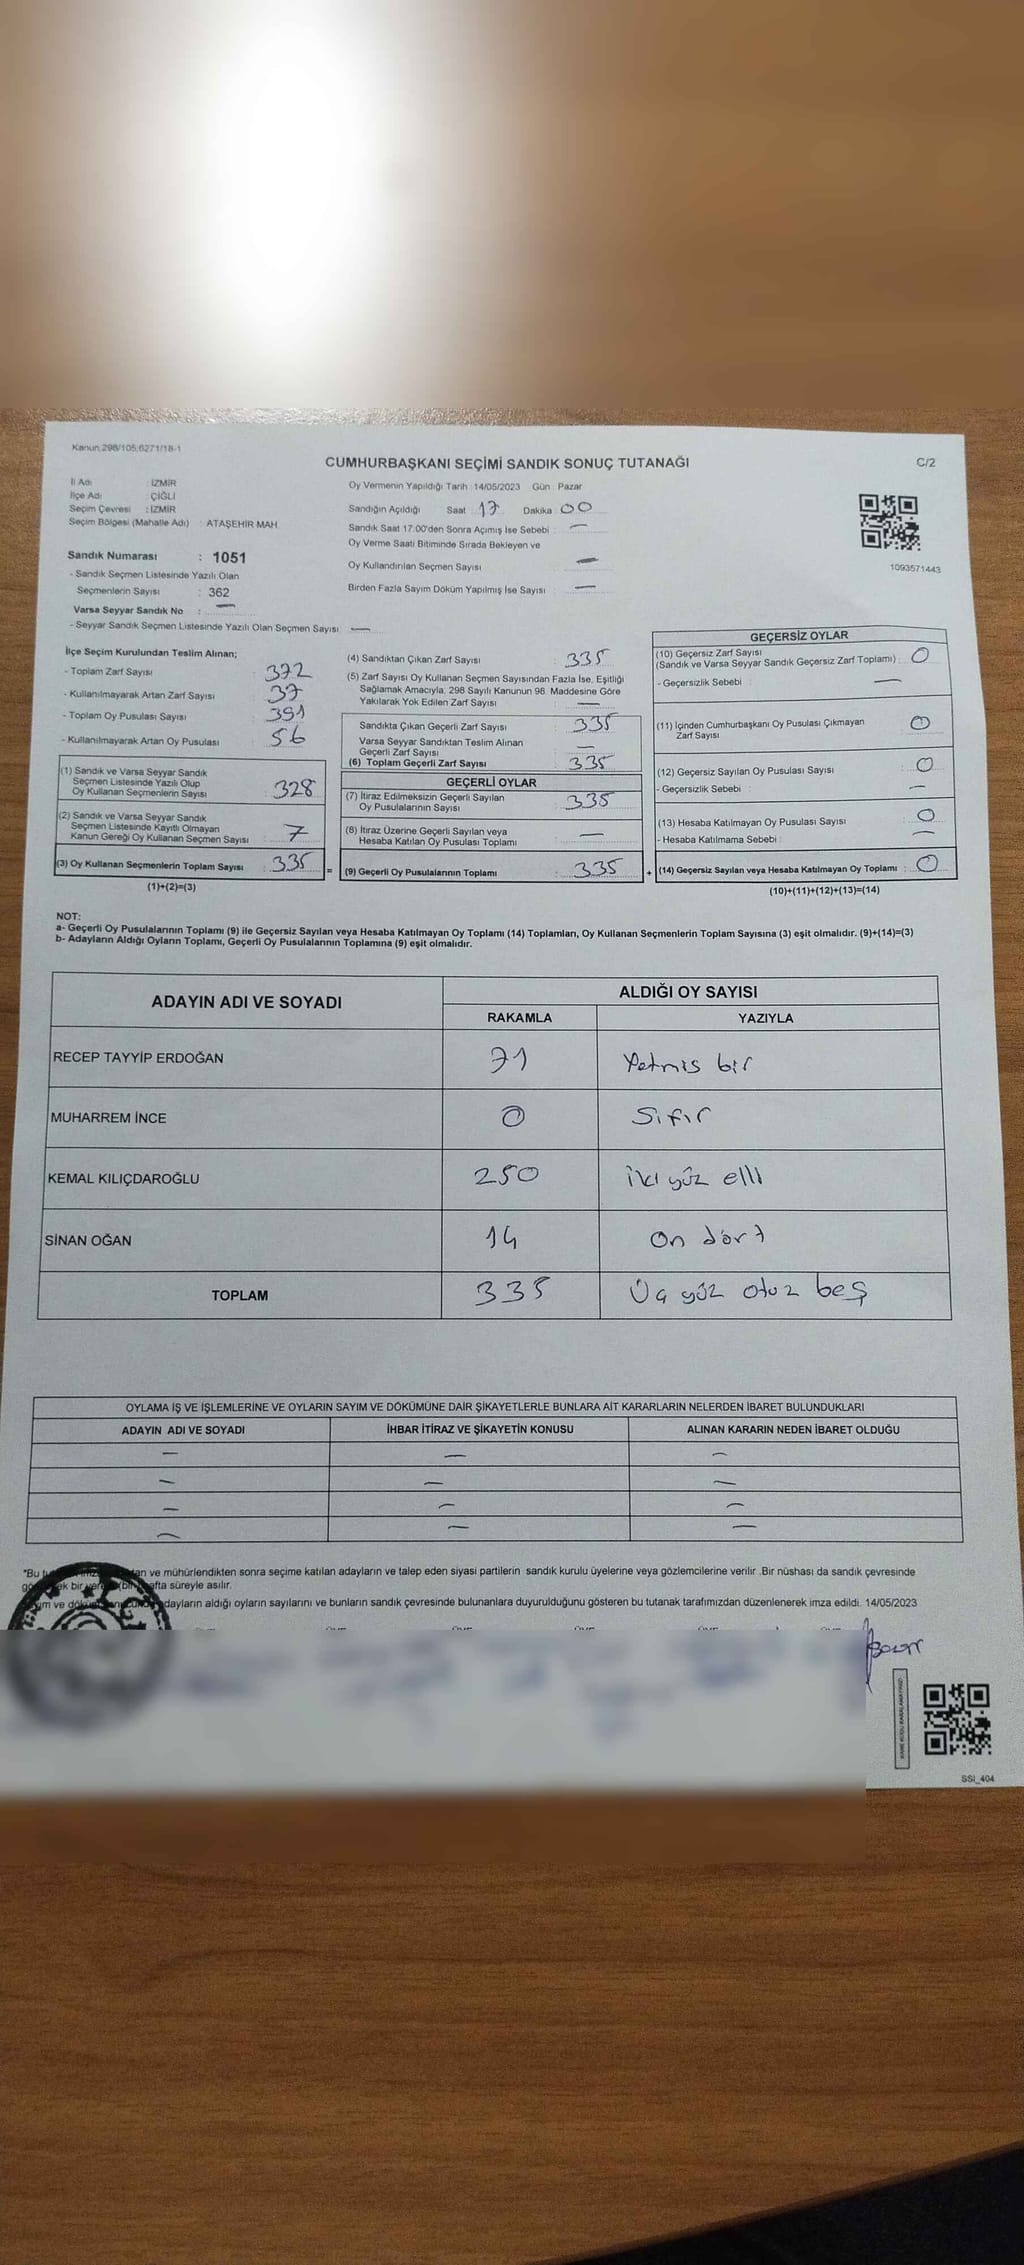 Kanun 298/105,6271/18-1
CUMHURBAŞKANI SEÇİMİ SANDIK SONUÇ TUTANAĞI
C/2
İl Adı : İZMİR
İlçe Adı : ÇİĞLİ
Seçim Çevresi : İZMİR
Seçim Bölgesi (Mahalle Adı) : ATAŞEHİR MAH.
Oy Vermenin Yapıldığı Tarih : 14/05/2023 Gün : Pazar
Sandığın Açıldığı Saat 17 Dakika 00
Sandık Saat 17:00'den Sonra Açımış İse Sebebi : —
Oy Verme Saati Bitiminde Sırada Bekleyen ve
Oy Kullandırılan Seçmen Sayısı —
Birden Fazla Sayım Döküm Yapılmış İse Sayısı : —
1093571443
Sandık Numarası : 1051
- Sandık Seçmen Listesinde Yazılı Olan
Seçmenlerin Sayısı : 362
Varsa Seyyar Sandık No : —
- Seyyar Sandık Seçmen Listesinde Yazılı Olan Seçmen Sayısı —
İlçe Seçim Kurulundan Teslim Alınan;
- Toplam Zarf Sayısı 372
- Kullanılmayarak Artan Zarf Sayısı 37
- Toplam Oy Pusulası Sayısı 391
- Kullanılmayarak Artan Oy Pusulası 56
(1) Sandık ve Varsa Seyyar Sandık
Seçmen Listesinde Yazılı Olup
Oy Kullanan Seçmenlerin Sayısı 328
(2) Sandık ve Varsa Seyyar Sandık
Seçmen Listesinde Kayıtlı Olmayan
Kanun Gereği Oy Kullanan Seçmen Sayısı 7
(3) Oy Kullanan Seçmenlerin Toplam Sayısı 335
(1)+(2)=(3)
(4) Sandıktan Çıkan Zarf Sayısı : 335
(5) Zarf Sayısı Oy Kullanan Seçmen Sayısından Fazla İse, Eşitliği
Sağlamak Amacıyla; 298 Sayılı Kanunun 98. Maddesine Göre
Yakılarak Yok Edilen Zarf Sayısı : —
Sandıkta Çıkan Geçerli Zarf Sayısı 335
Varsa Seyyar Sandıktan Teslim Alınan
Geçerli Zarf Sayısı —
(6) Toplam Geçerli Zarf Sayısı 335
GEÇERLİ OYLAR
(7) İtiraz Edilmeksizin Geçerli Sayılan
Oy Pusulalarının Sayısı 335
(8) İtiraz Üzerine Geçerli Sayılan veya
Hesaba Katılan Oy Pusulası Toplamı —
= (9) Geçerli Oy Pusulalarının Toplamı : 335
GEÇERSİZ OYLAR
(10) Geçersiz Zarf Sayısı
(Sandık ve Varsa Seyyar Sandık Geçersiz Zarf Toplamı) : 0
- Geçersizlik Sebebi : —
(11) İçinden Cumhurbaşkanı Oy Pusulası Çıkmayan
Zarf Sayısı 0
(12) Geçersiz Sayılan Oy Pusulası Sayısı : 0
- Geçersizlik Sebebi : —
(13) Hesaba Katılmayan Oy Pusulası Sayısı : 0
- Hesaba Katılmama Sebebi : —
+ (14) Geçersiz Sayılan veya Hesaba Katılmayan Oy Toplamı : 0
(10)+(11)+(12)+(13)=(14)
NOT:
a- Geçerli Oy Pusulalarının Toplamı (9) ile Geçersiz Sayılan veya Hesaba Katılmayan Oy Toplamı (14) Toplamları, Oy Kullanan Seçmenlerin Toplam Sayısına (3) eşit olmalıdır. (9)+(14)=(3)
b- Adayların Aldığı Oyların Toplamı, Geçerli Oy Pusulalarının Toplamına (9) eşit olmalıdır.
ADAYIN ADI VE SOYADI
ALDIĞI OY SAYISI
RAKAMLA YAZIYLA
RECEP TAYYİP ERDOĞAN 71 Yetmis bir
MUHARREM İNCE 0 Sıfır
KEMAL KILIÇDAROĞLU 250 iki yüz elli
SİNAN OĞAN 14 On dört
TOPLAM 335 Üç yüz otuz beş
OYLAMA İŞ VE İŞLEMLERİNE VE OYLARIN SAYIM VE DÖKÜMÜNE DAİR ŞİKAYETLERLE BUNLARA AİT KARARLARIN NELERDEN İBARET BULUNDUKLARI
ADAYIN ADI VE SOYADI İHBAR İTİRAZ VE ŞİKAYETİN KONUSU ALINAN KARARIN NEDEN İBARET OLDUĞU
— — —
— — —
— — —
— — —
*Bu ve mühürlendikten sonra seçime katılan adayların ve talep eden siyasi partilerin sandık kurulu üyelerine veya gözlemcilerine verilir .Bir nüshası da sandık çevresinde
bir hafta süreyle asılır.
ve adayların aldığı oyların sayılarını ve bunların sandık çevresinde bulunanlara duyurulduğunu gösteren bu tutanak tarafımızdan düzenlenerek imza edildi. 14/05/2023
SSİ_404